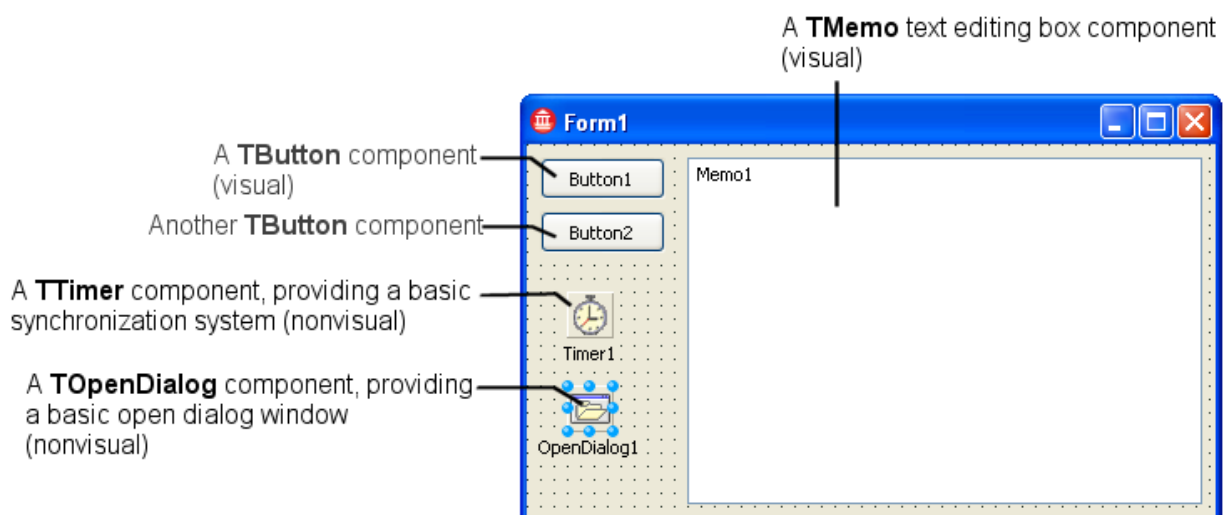 A TMemo text editing box component
(visual)
Form1
A TButton component
(visual)
Button1
Memo1
Another TButton component
Button2
A TTimer component, providing a basic
synchronization system (nonvisual)
Timer1
A TOpenDialog component, providing
a basic open dialog window
(nonvisual)
OpenDialog1